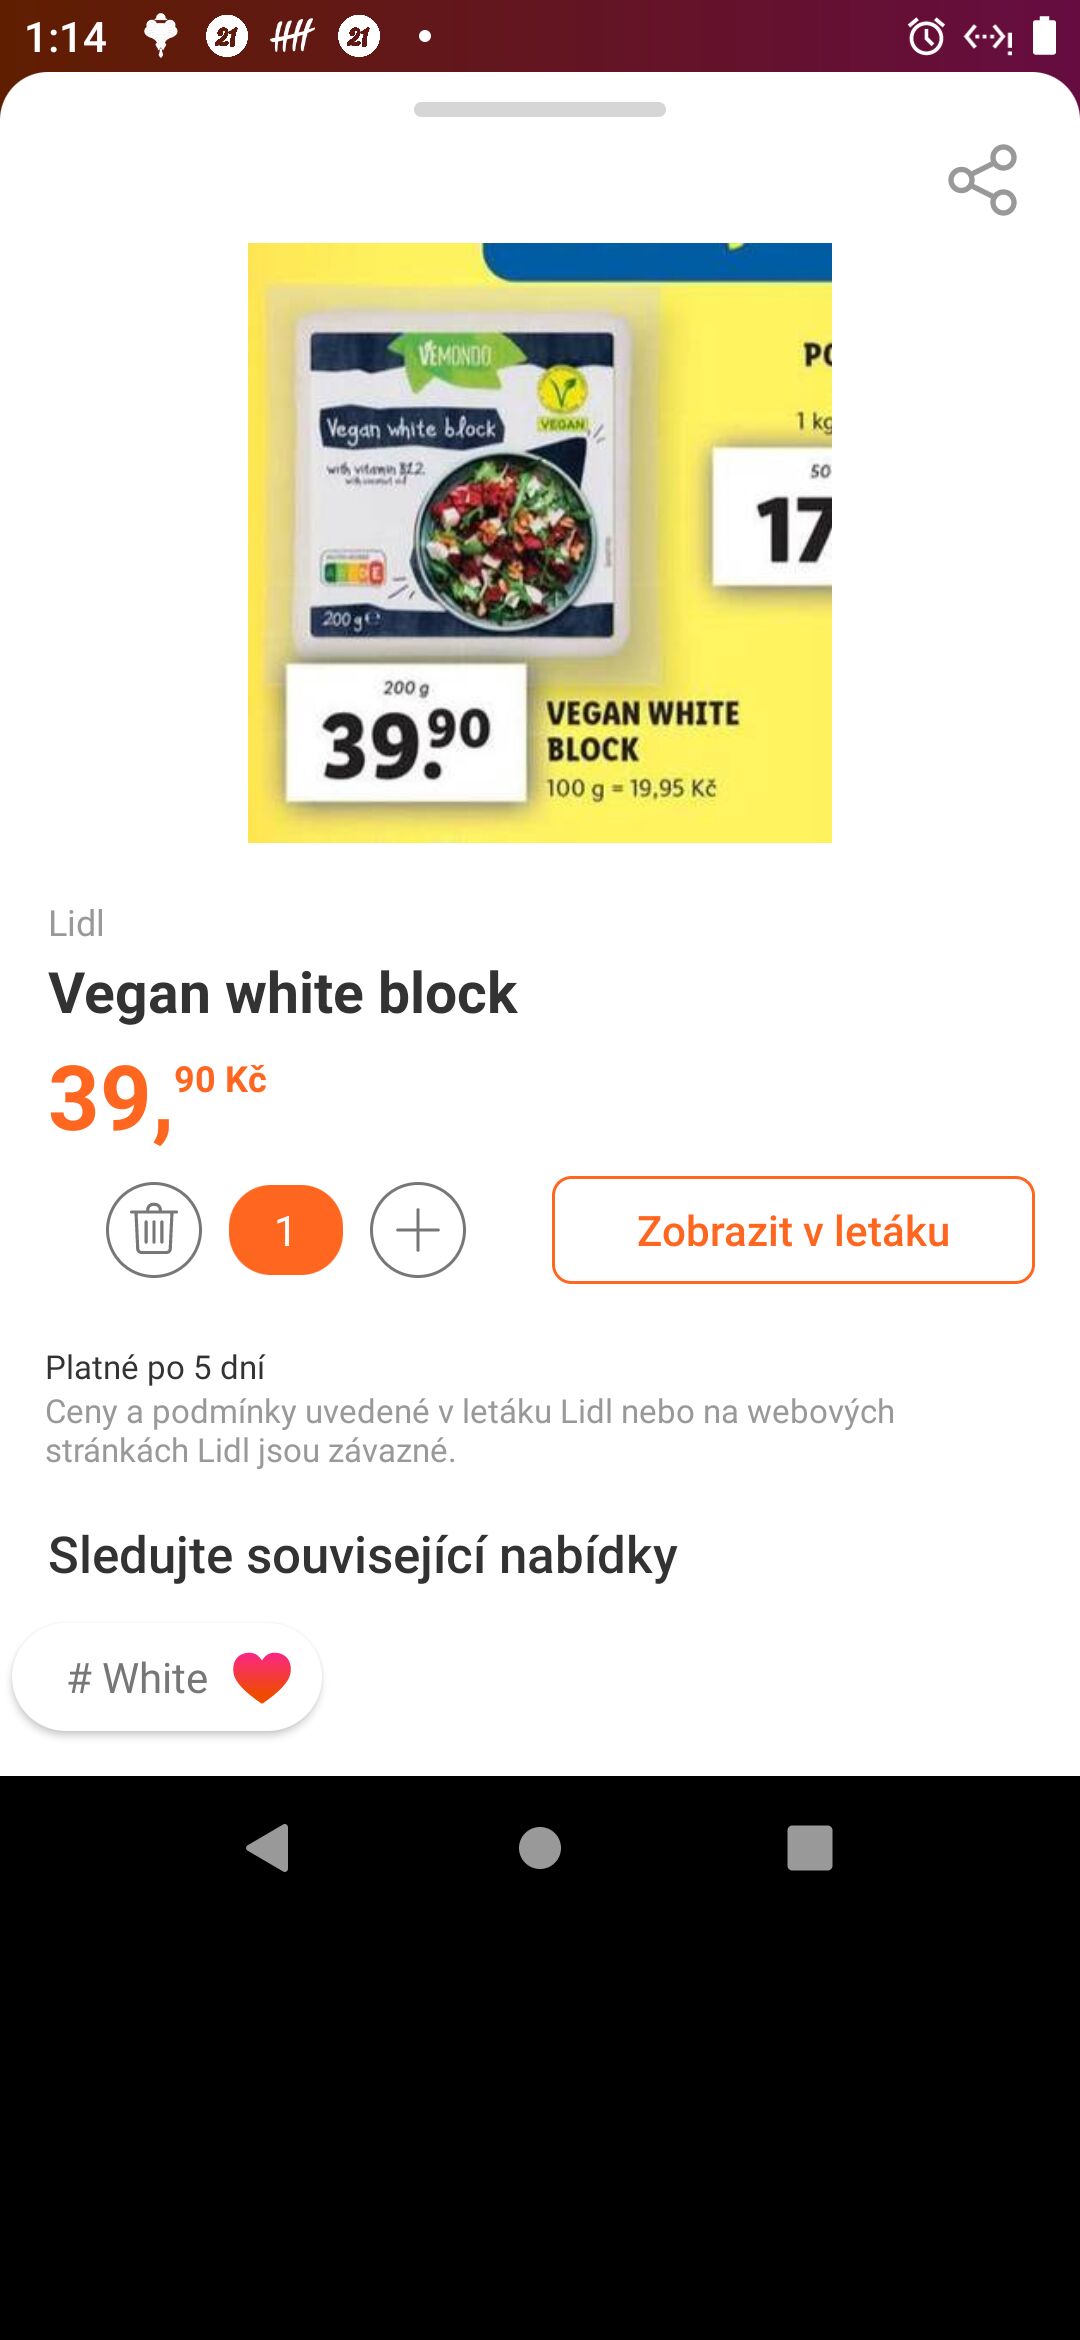 1:14
21
21
VEMONDO
Vegan white block
VEGAN
with vitamin B12
200 g e
PO
1 kg
50
17
200 g
39.90
VEGAN WHITE
BLOCK
100 g = 19,95 Kč
Lidl
Vegan white block
39,90 Kč
1
Zobrazit v letáku
Platné po 5 dní
Ceny a podmínky uvedené v letáku Lidl nebo na webových
stránkách Lidl jsou závazné.
Sledujte související nabídky
# White